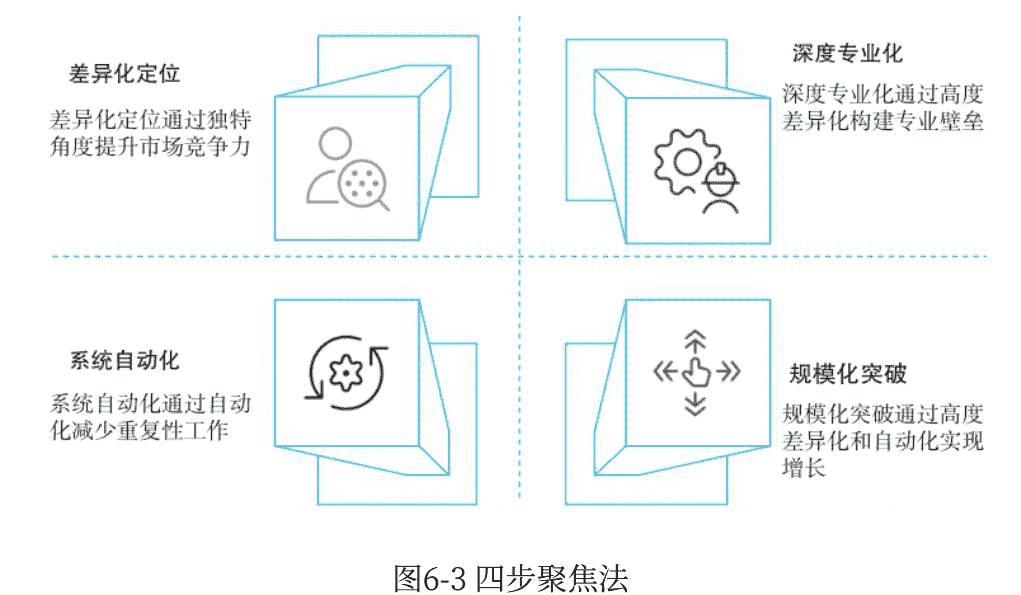 差异化定位
差异化定位通过独特
角度提升市场竞争力
深度专业化
深度专业化通过高度
差异化构建专业壁垒
系统自动化
系统自动化通过自动
化减少重复性工作
规模化突破
规模化突破通过高度
差异化和自动化实现
增长
图6-3 四步聚焦法